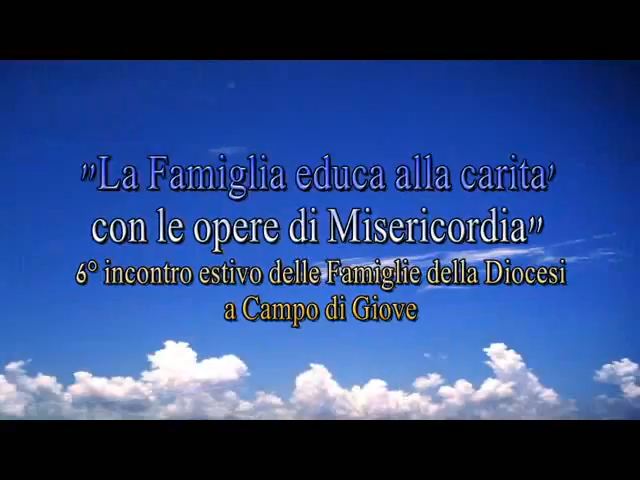 "La Famiglia educa alla carita'
con le opere di Misericordia"
6° incontro estivo delle Famiglie della Diocesi
a Campo di Giove